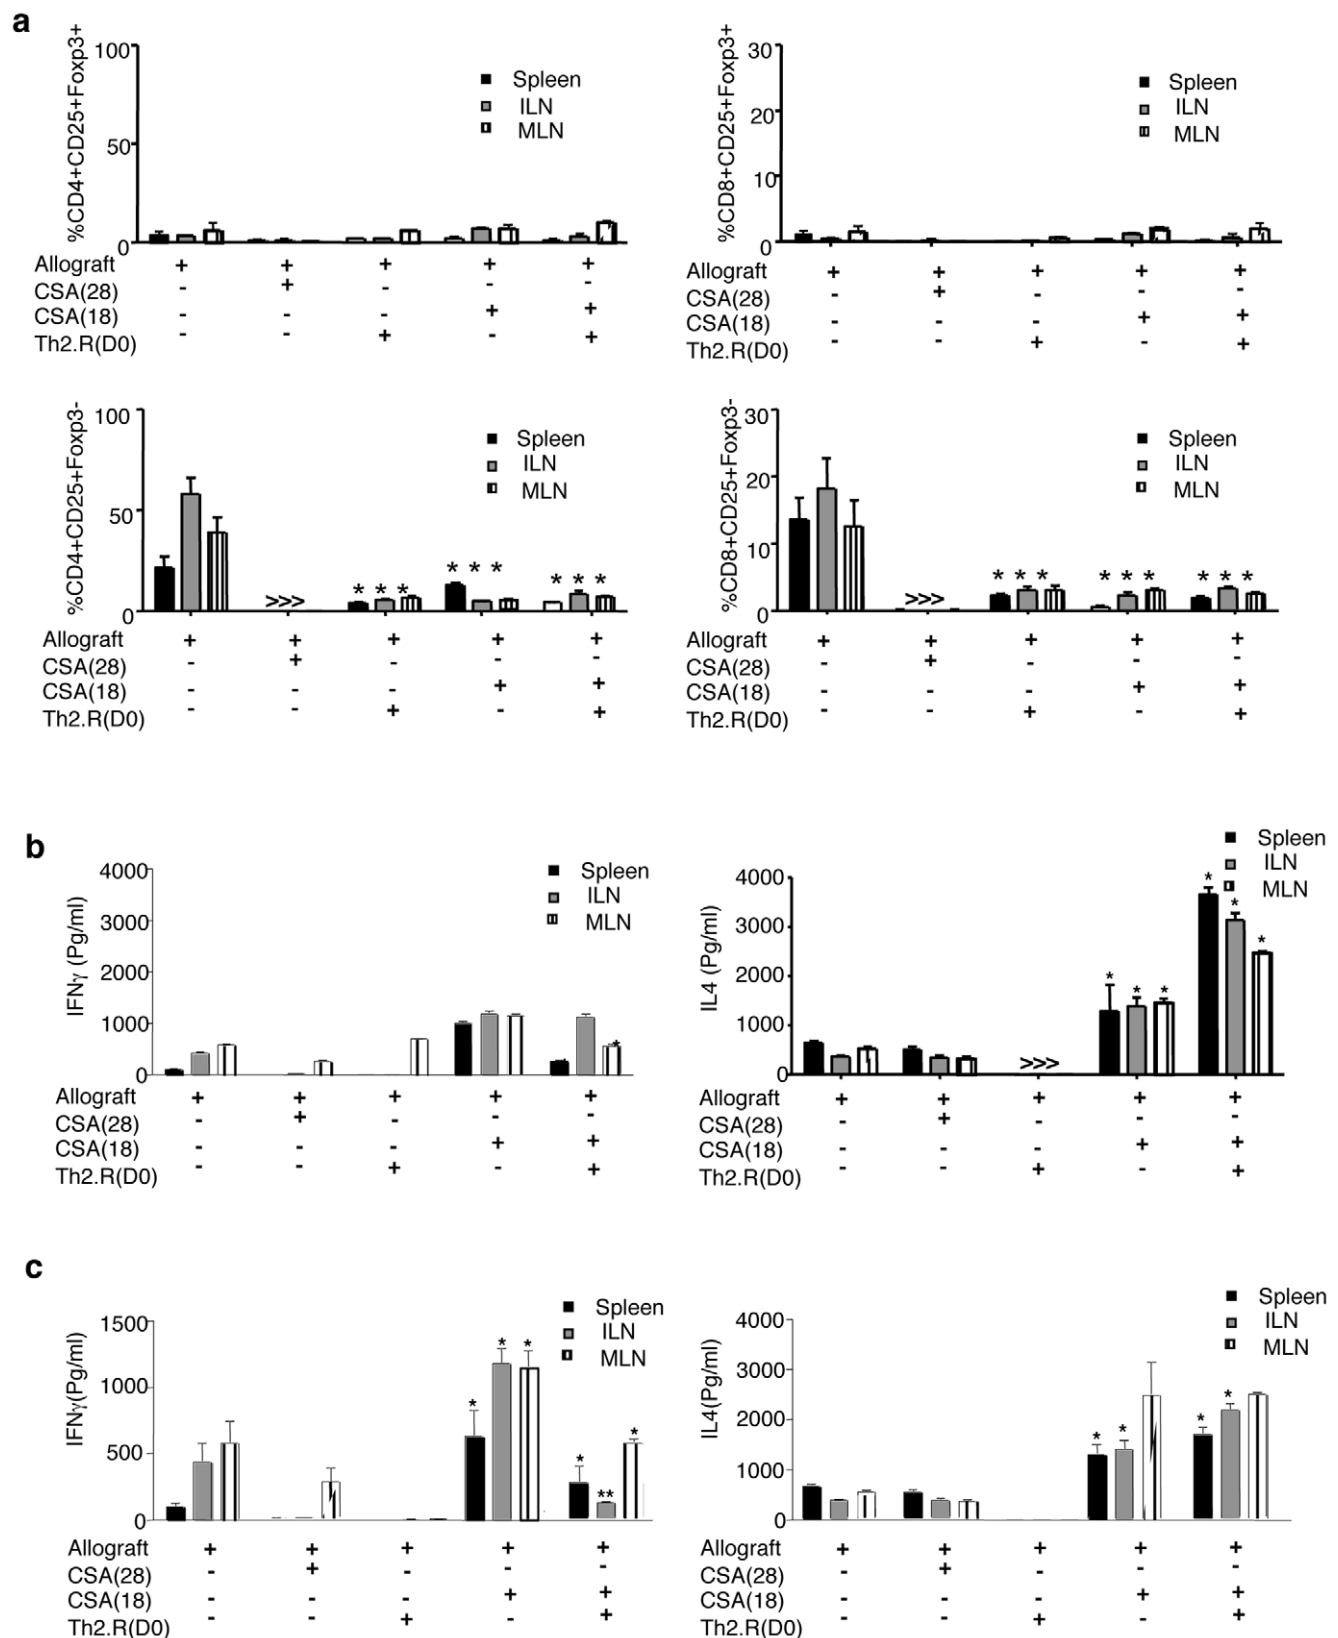 a
%CD4+CD25+Foxp3+
100
50
0
Spleen
ILN
MLN
Allograft + + + + +
CSA(28) - + - - -
CSA(18) - - - + +
Th2.R(D0) - - + - +
%CD8+CD25+Foxp3+
30
20
10
0
Spleen
ILN
MLN
Allograft + + + + +
CSA(28) - + - - -
CSA(18) - - - + +
Th2.R(D0) - - + - +
%CD4+CD25+Foxp3-
100
50
0
Spleen
ILN
MLN
>>> * * * * * * * * *
Allograft + + + + +
CSA(28) - + - - -
CSA(18) - - - + +
Th2.R(D0) - - + - +
%CD8+CD25+Foxp3-
30
20
10
0
Spleen
ILN
MLN
>>> * * * * * * * * *
Allograft + + + + +
CSA(28) - + - - -
CSA(18) - - - + +
Th2.R(D0) - - + - +
b
IFNγ (Pg/ml)
4000
3000
2000
1000
0
Spleen
ILN
MLN
*
Allograft + + + + +
CSA(28) - + - - -
CSA(18) - - - + +
Th2.R(D0) - - + - +
IL4 (Pg/ml)
4000
3000
2000
1000
0
Spleen
ILN
MLN
>>> * * * * * *
Allograft + + + + +
CSA(28) - + - - -
CSA(18) - - - + +
Th2.R(D0) - - + - +
c
IFNγ(Pg/ml)
1500
1000
500
0
Spleen
ILN
MLN
* * * * ** *
Allograft + + + + +
CSA(28) - + - - -
CSA(18) - - - + +
Th2.R(D0) - - + - +
IL4(Pg/ml)
4000
3000
2000
1000
0
Spleen
ILN
MLN
* * * *
Allograft + + + + +
CSA(28) - + - - -
CSA(18) - - - + +
Th2.R(D0) - - + - +